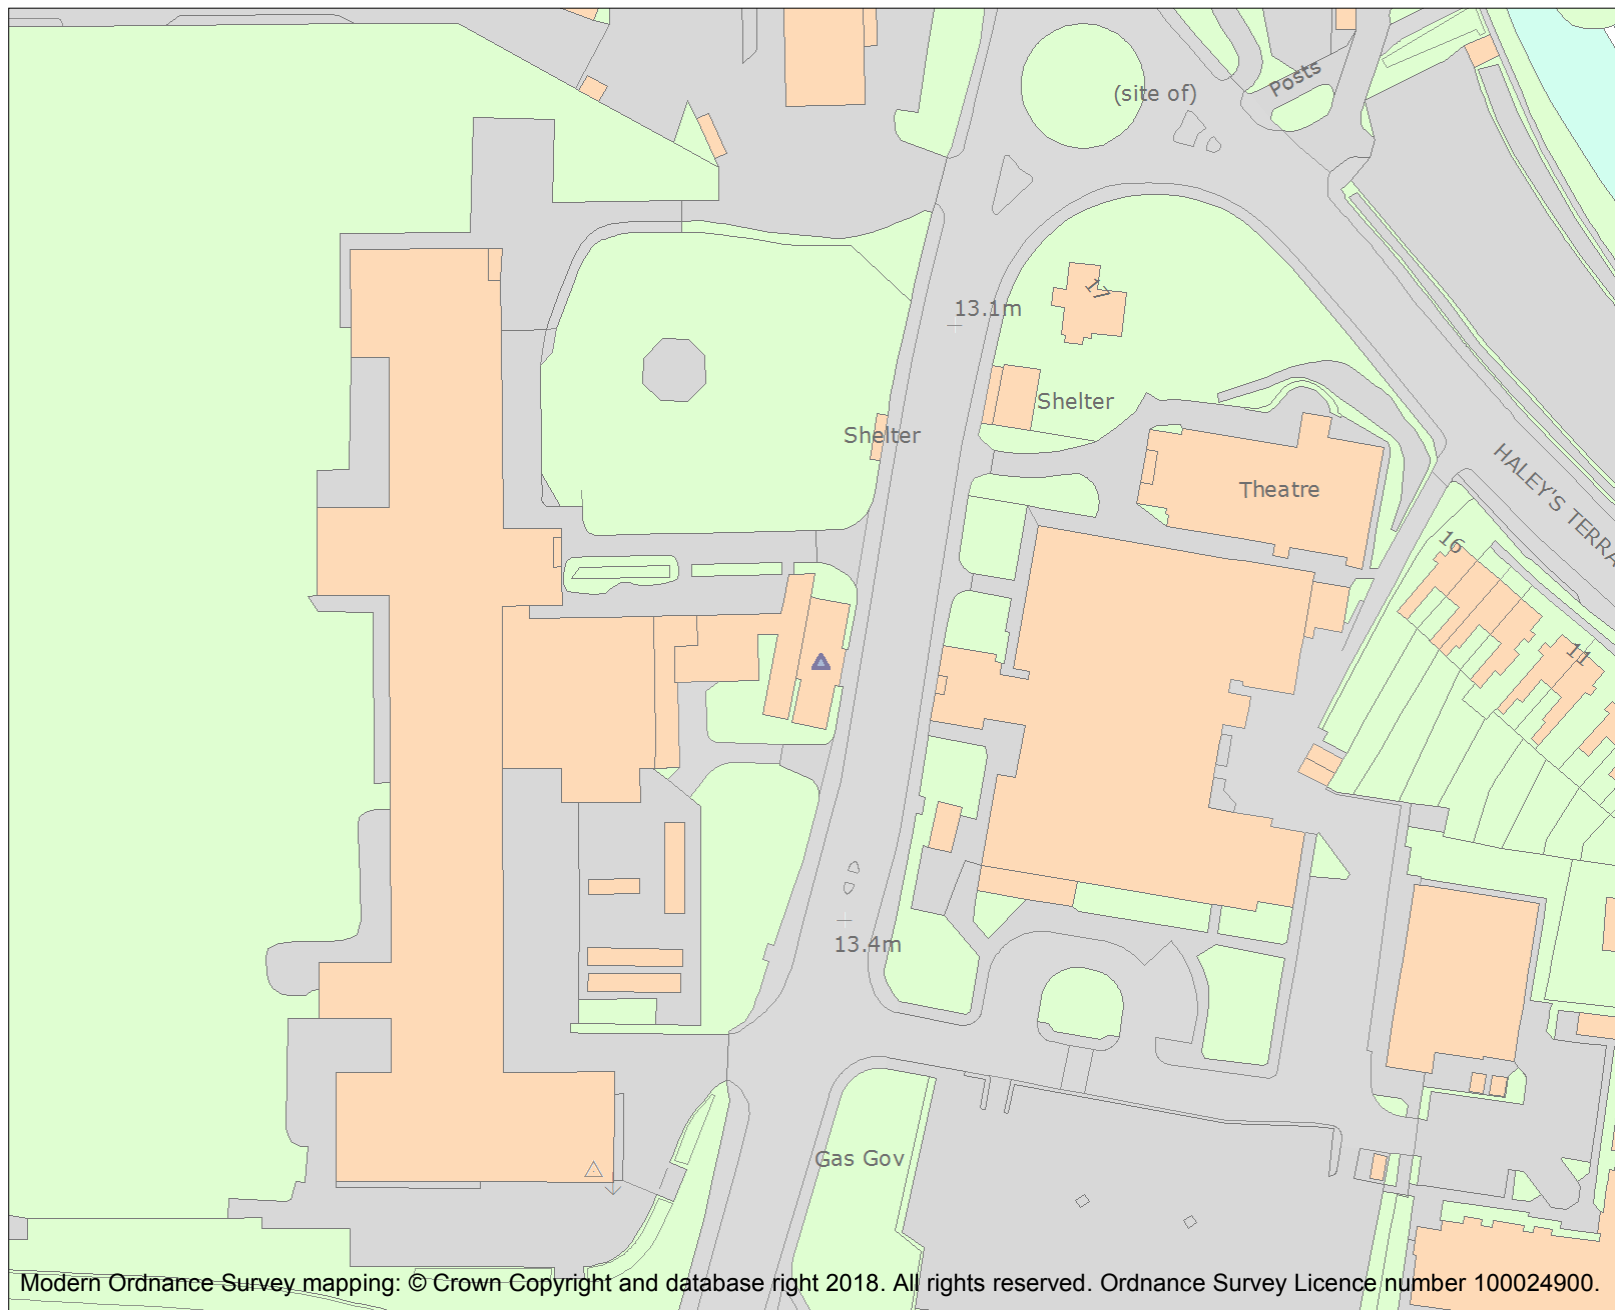 Posts
(site of)
17
13.1m
Shelter
Shelter
HALEY'S TERRA
Theatre
16
11
13.4m
Gas Gov
Modern Ordnance Survey mapping: © Crown Copyright and database right 2018. All rights reserved. Ordnance Survey Licence number 100024900.